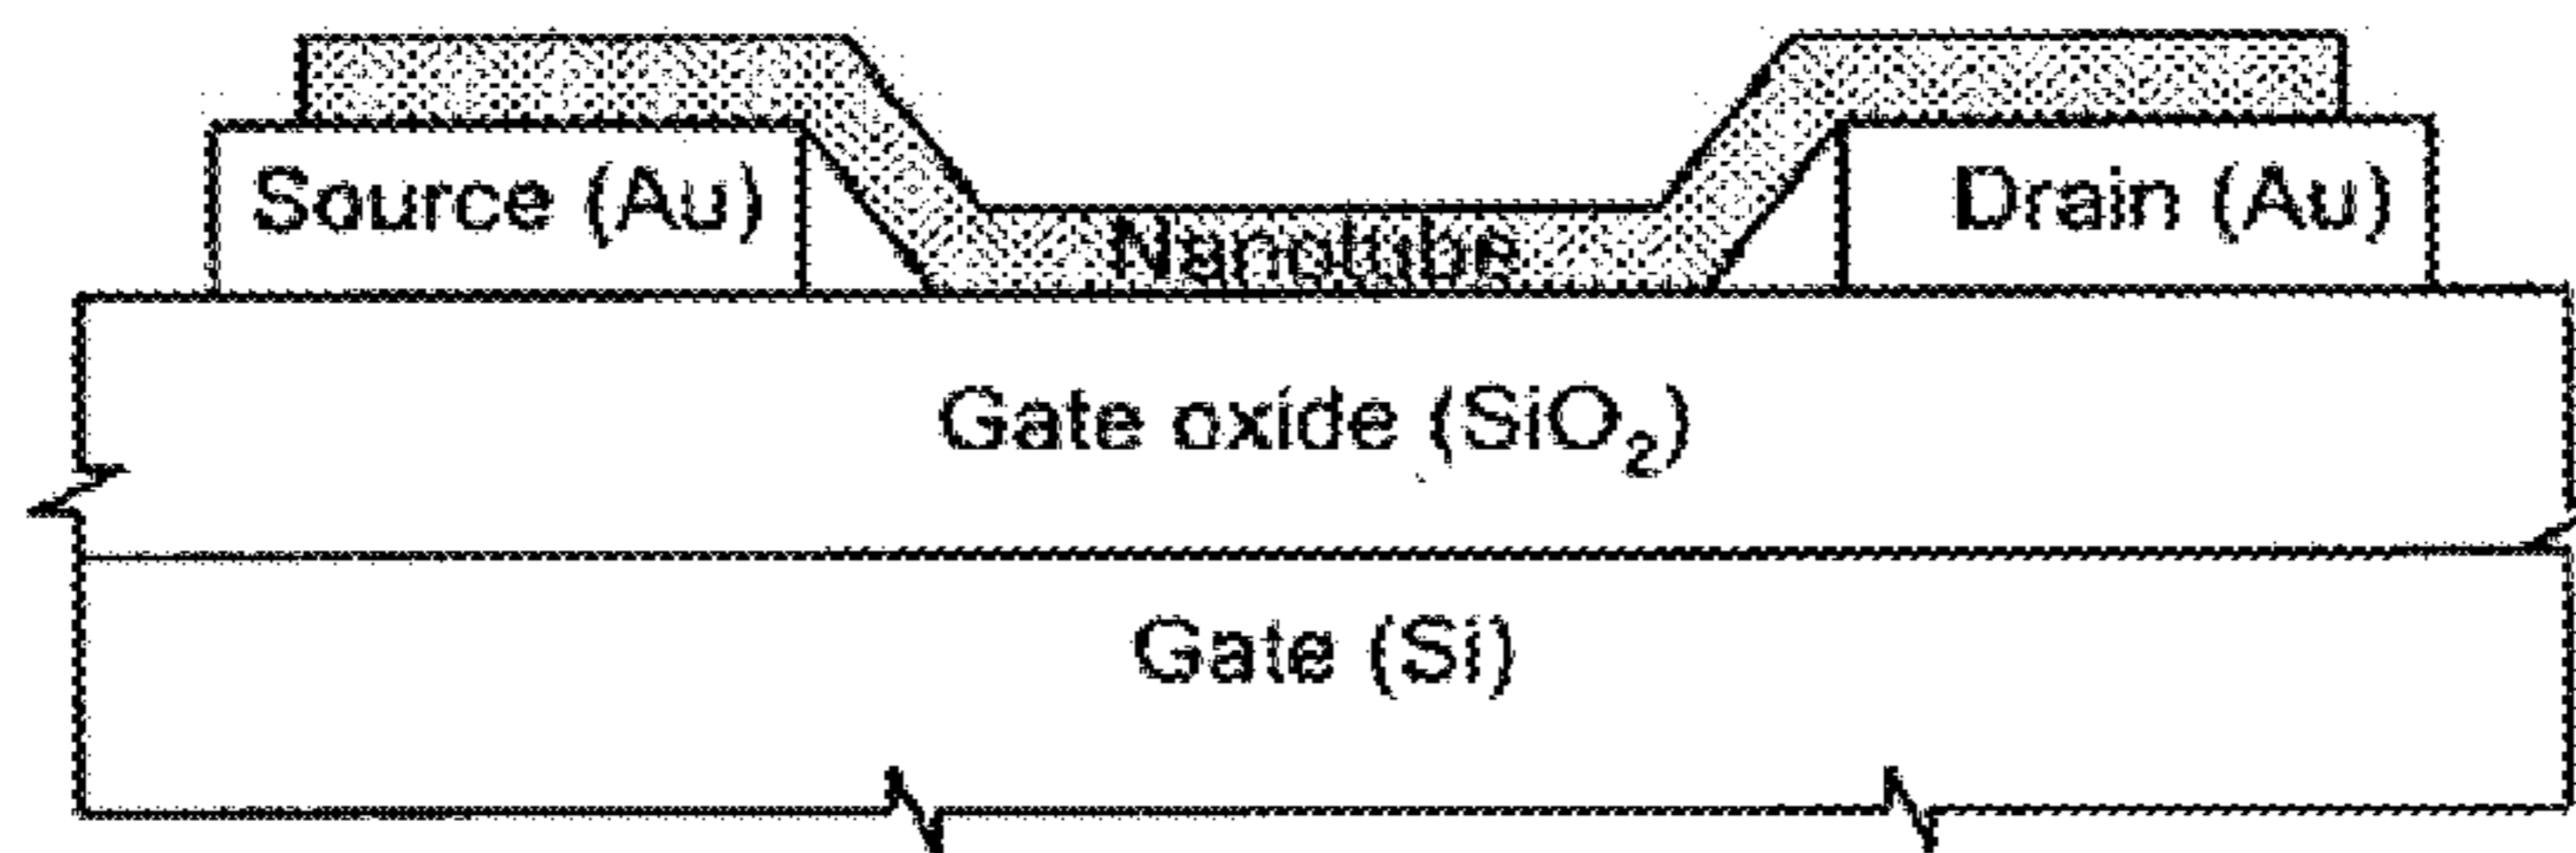 Source (Au)
Nanotube
Drain (Au)
Gate oxide (SiO₂)
Gate (Si)